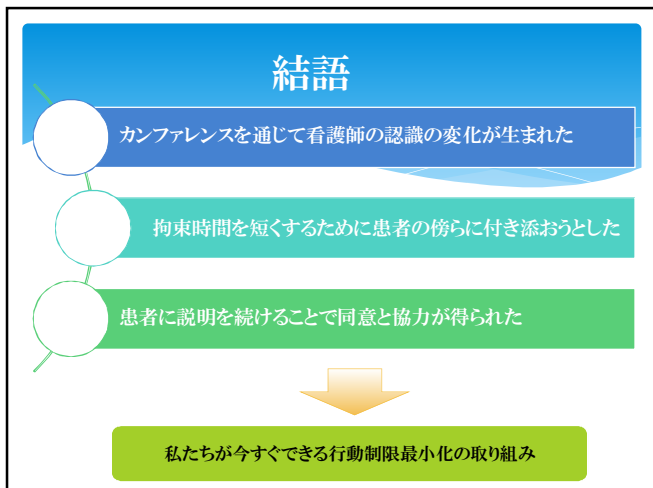 結語
カンファレンスを通じて看護師の認識の変化が生まれた
拘束時間を短くするために患者の傍らに付き添おうとした
患者に説明を続けることで同意と協力が得られた
私たちが今すぐできる行動制限最小化の取り組み